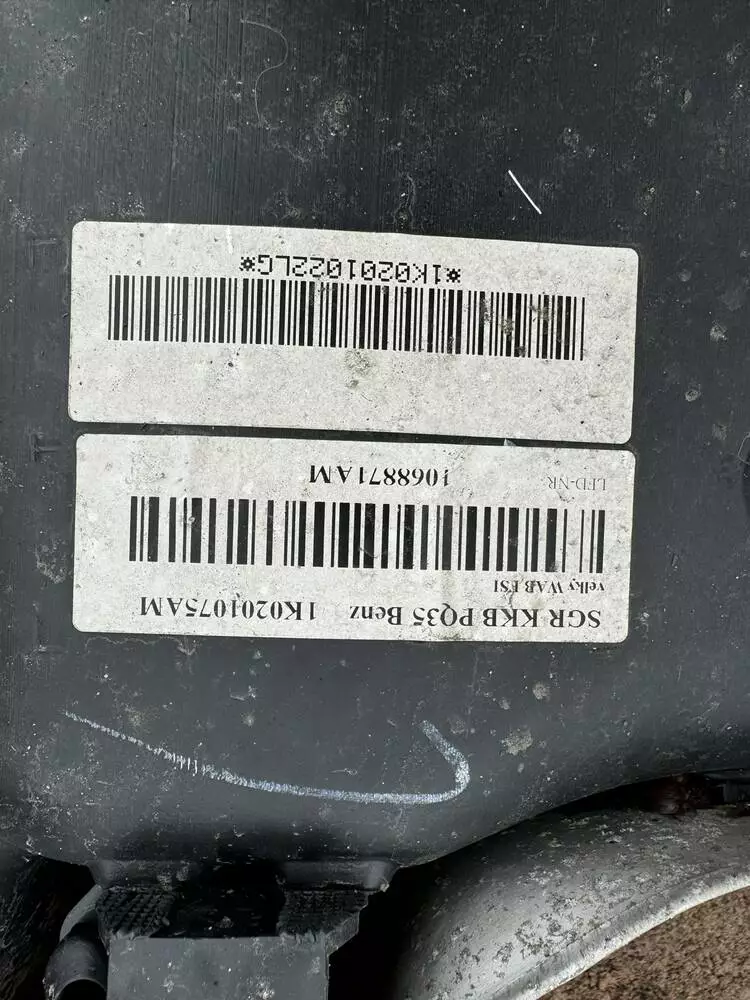 SGR KKB PQ35 Benz 1K0201075AM
velky WAB FSI
LFD-NR 1068871AM
*1K0201022LG*